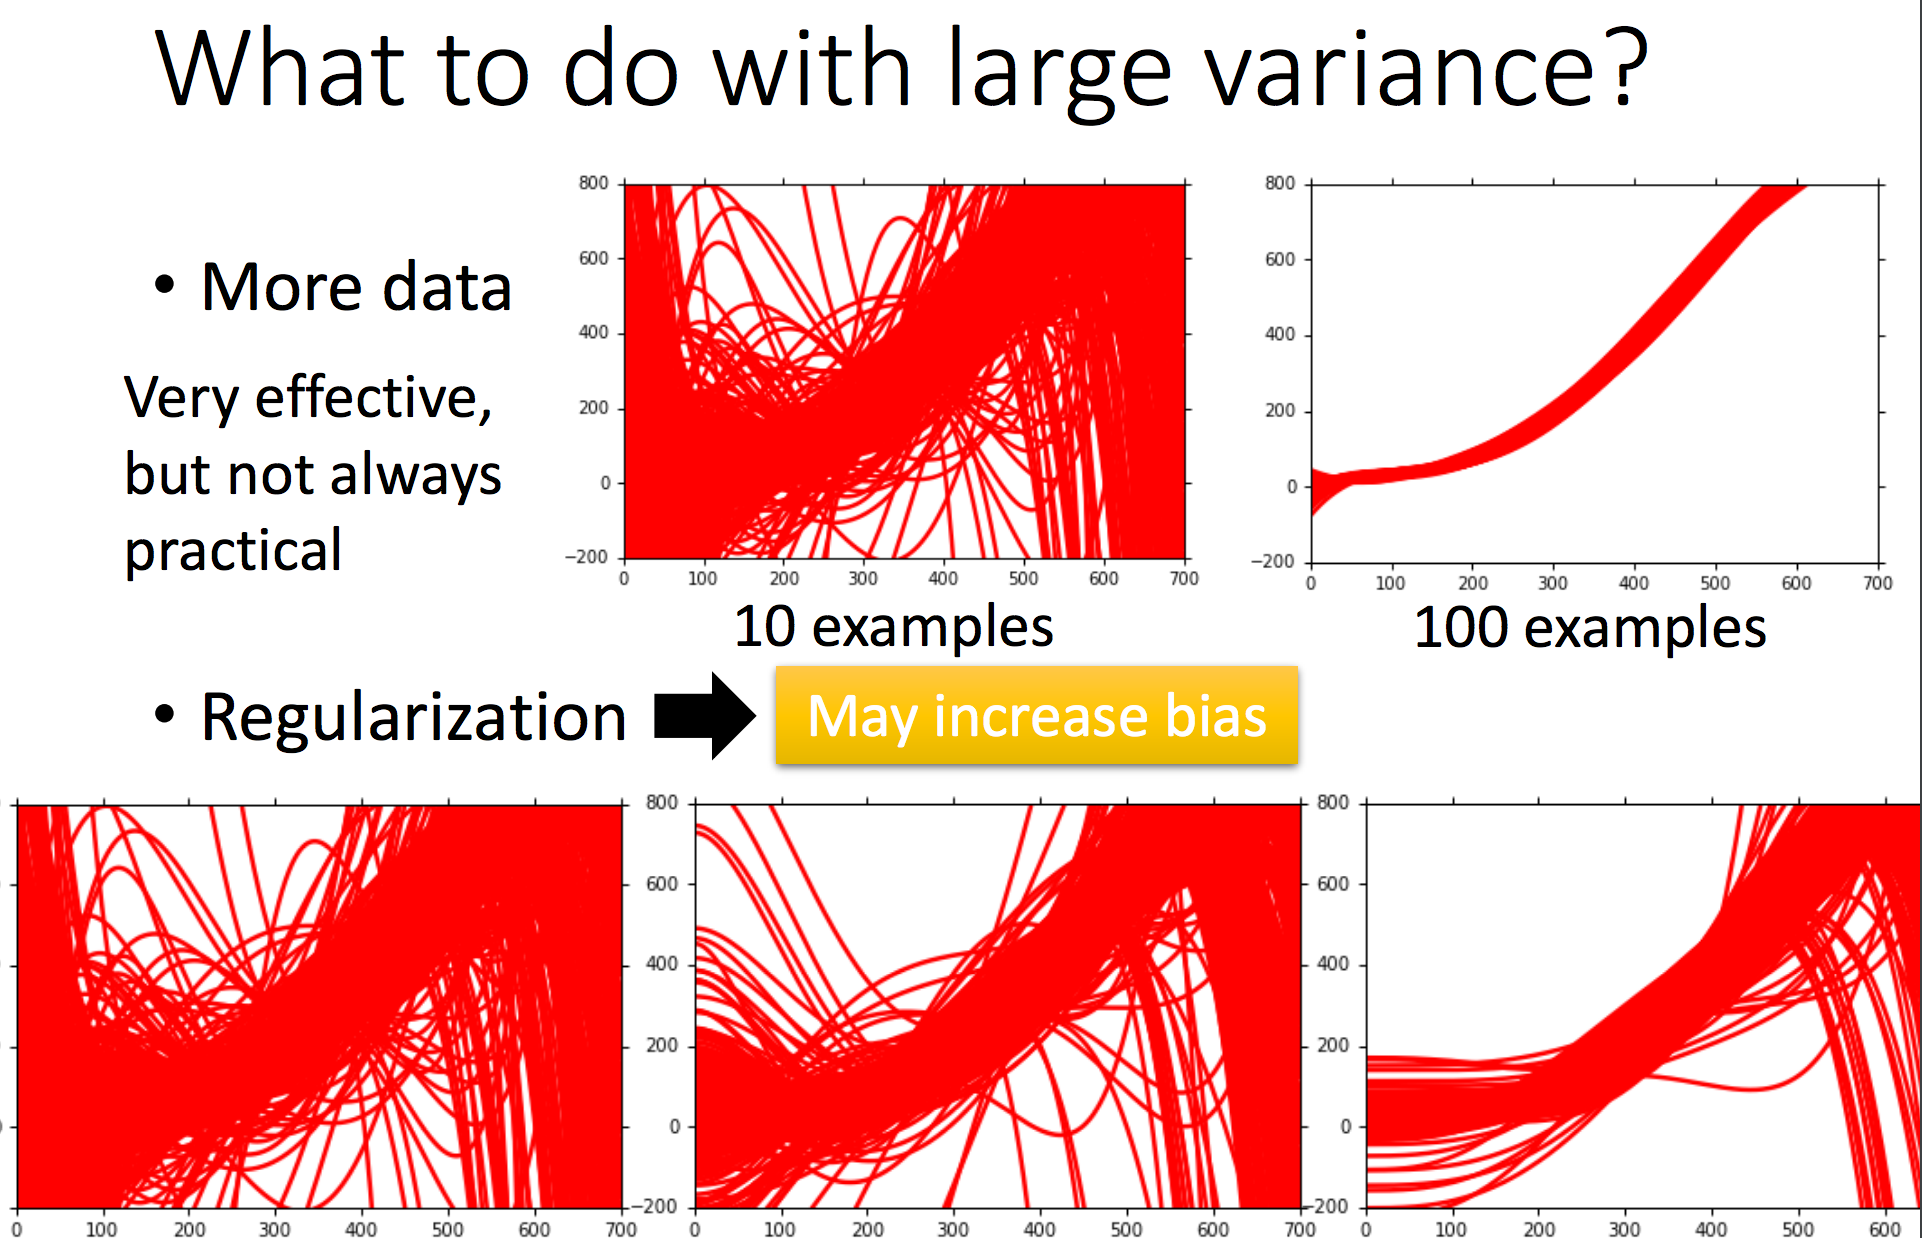 What to do with large variance?
• More data
Very effective,
but not always
practical
800
600
400
200
0
−200
0 100 200 300 400 500 600 700
10 examples
800
600
400
200
0
−200
0 100 200 300 400 500 600 700
100 examples
• Regularization
May increase bias
0 100 200 300 400 500 600 700
800
600
400
200
0
−200
0 100 200 300 400 500 600 700
800
600
400
200
0
−200
0 100 200 300 400 500 600